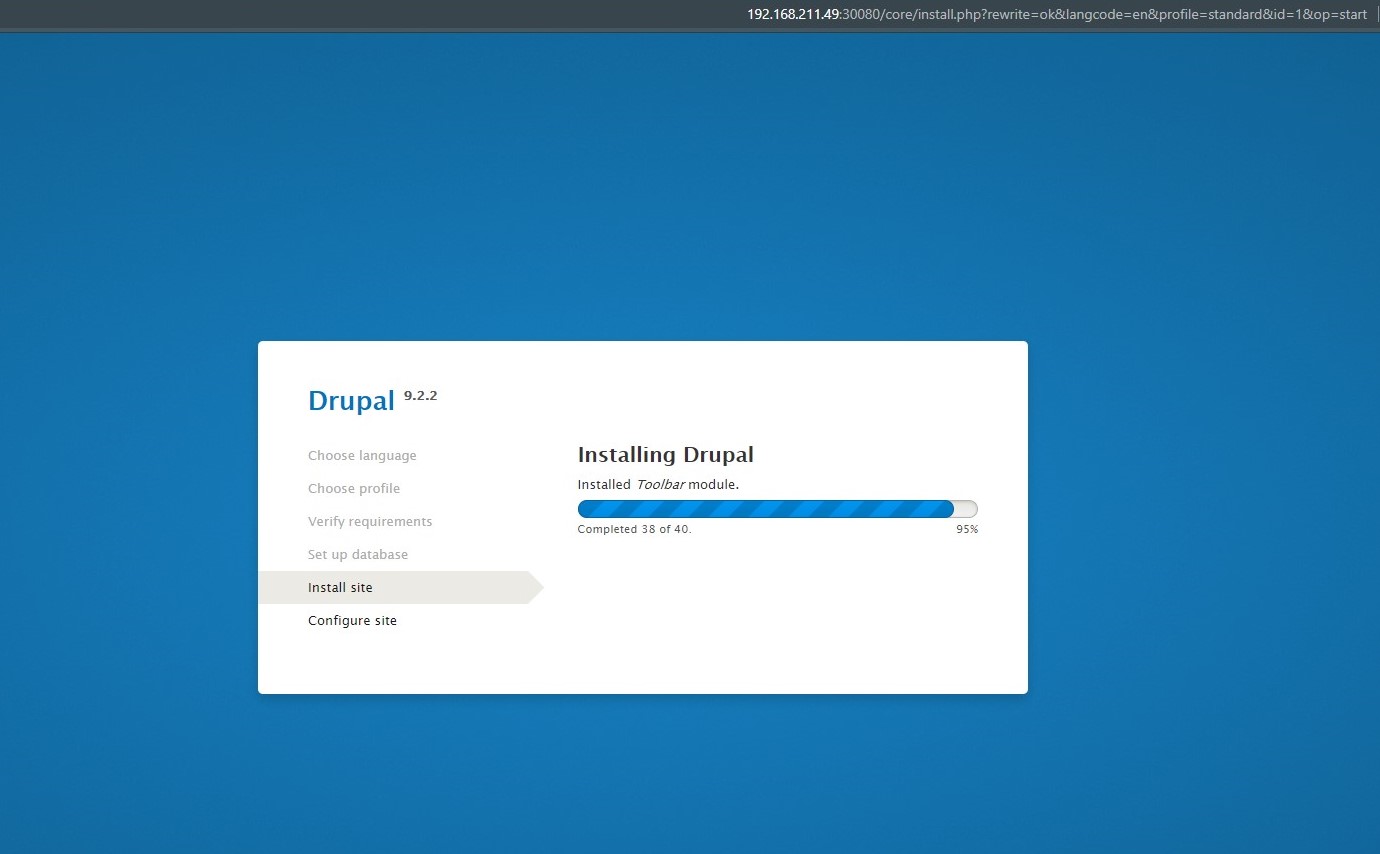 192.168.211.49:30080/core/install.php?rewrite=ok&langcode=en&profile=standard&id=1&op=start
Drupal 9.2.2
Choose language
Choose profile
Verify requirements
Set up database
Install site
Configure site
Installing Drupal
Installed Toolbar module.
Completed 38 of 40. 95%